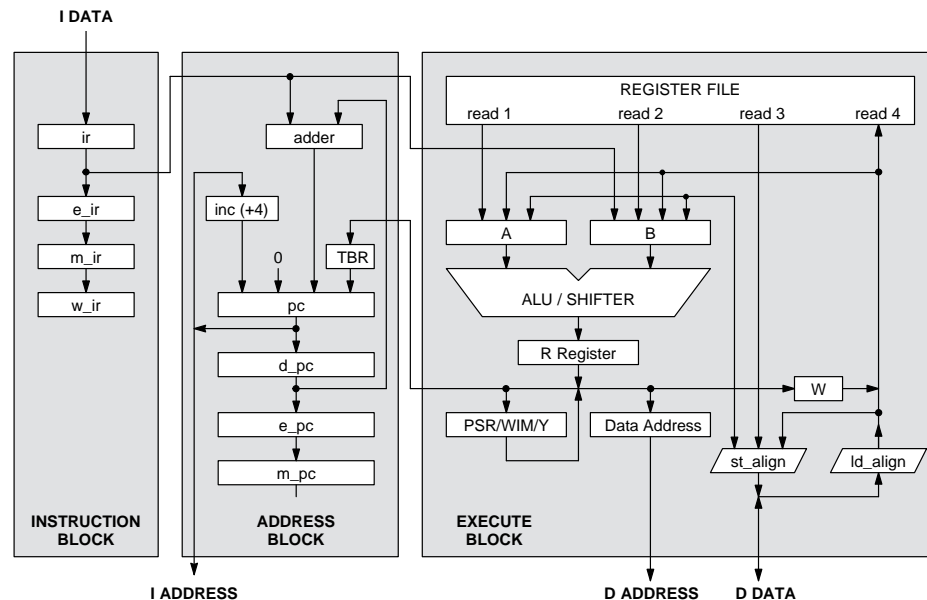 I DATA
REGISTER FILE
read 1 read 2 read 3 read 4
ir
adder
e_ir
inc (+4)
A
B
m_ir
0
TBR
w_ir
pc
ALU / SHIFTER
d_pc
R Register
W
e_pc
PSR/WIM/Y
Data Address
st_align
ld_align
m_pc
INSTRUCTION
BLOCK
ADDRESS
BLOCK
EXECUTE
BLOCK
I ADDRESS
D ADDRESS
D DATA